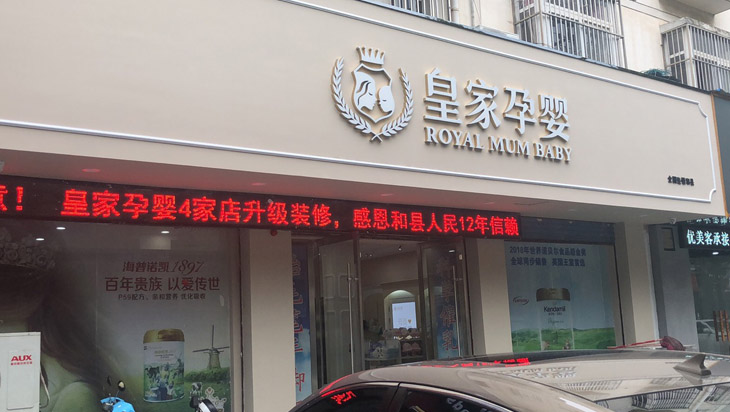 皇家孕婴
ROYAL MUM BABY
意！ 皇家孕婴4家店升级装修，感恩和县人民12年信赖
优美客承接
海普诺凯1897
百年贵族 以爱传世
Kendamil
AUX